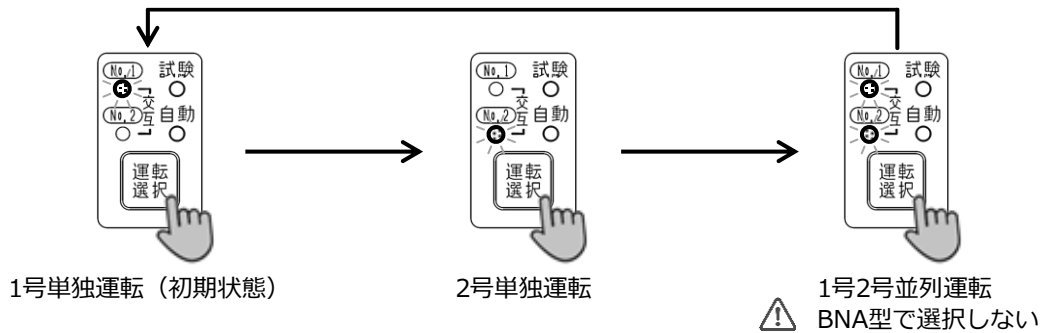 No.1 試験
交互
No.2 自動
運転
選択
No.1 試験
交互
No.2 自動
運転
選択
No.1 試験
交互
No.2 自動
運転
選択
1号単独運転（初期状態）
2号単独運転
1号2号並列運転
BNA型で選択しない